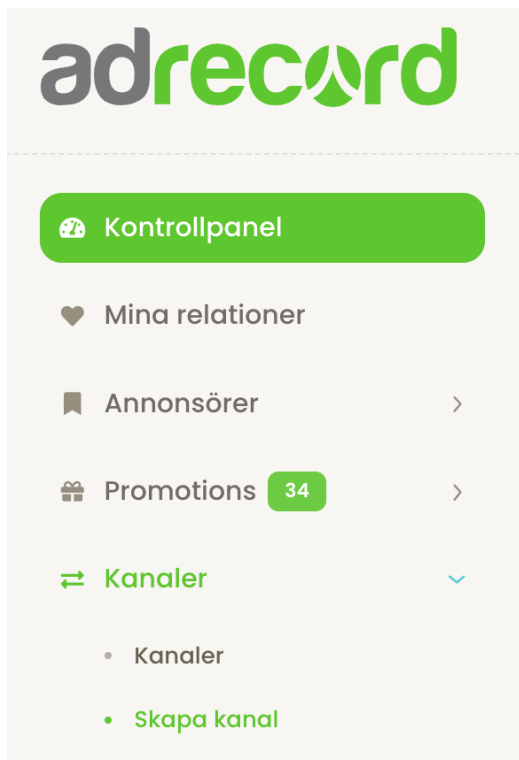 adrecord
Kontrollpanel
Mina relationer
Annonsörer
Promotions 34
Kanaler
Kanaler
Skapa kanal